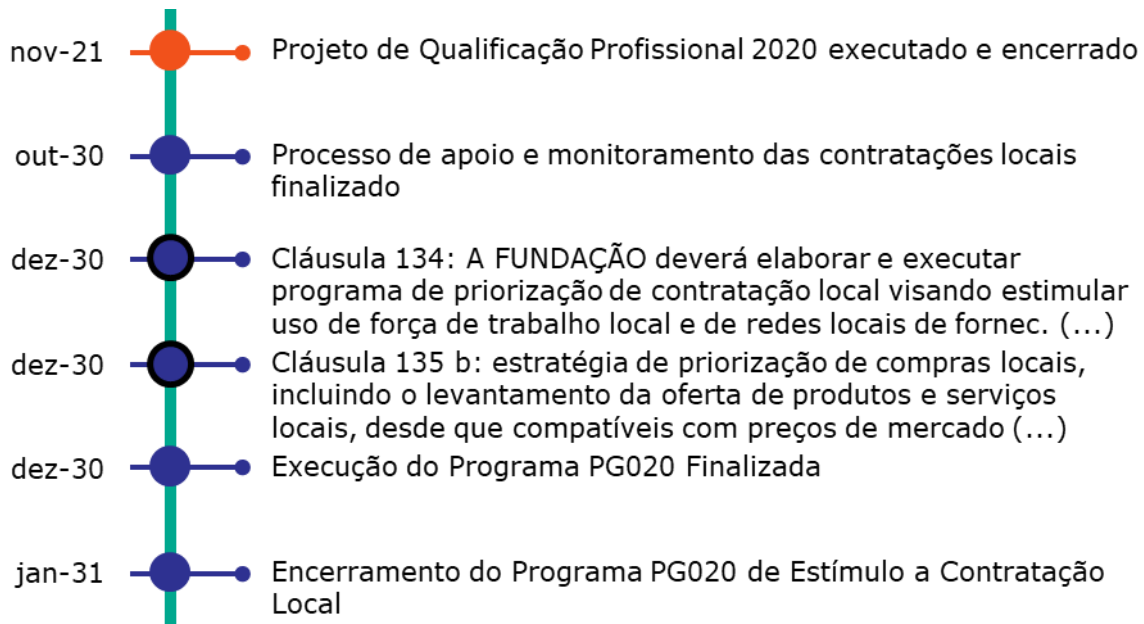 nov-21 Projeto de Qualificação Profissional 2020 executado e encerrado
out-30 Processo de apoio e monitoramento das contratações locais
finalizado
dez-30 Cláusula 134: A FUNDAÇÃO deverá elaborar e executar
programa de priorização de contratação local visando estimular
uso de força de trabalho local e de redes locais de fornec. (...)
dez-30 Cláusula 135 b: estratégia de priorização de compras locais,
incluindo o levantamento da oferta de produtos e serviços
locais, desde que compatíveis com preços de mercado (...)
dez-30 Execução do Programa PG020 Finalizada
jan-31 Encerramento do Programa PG020 de Estímulo a Contratação
Local